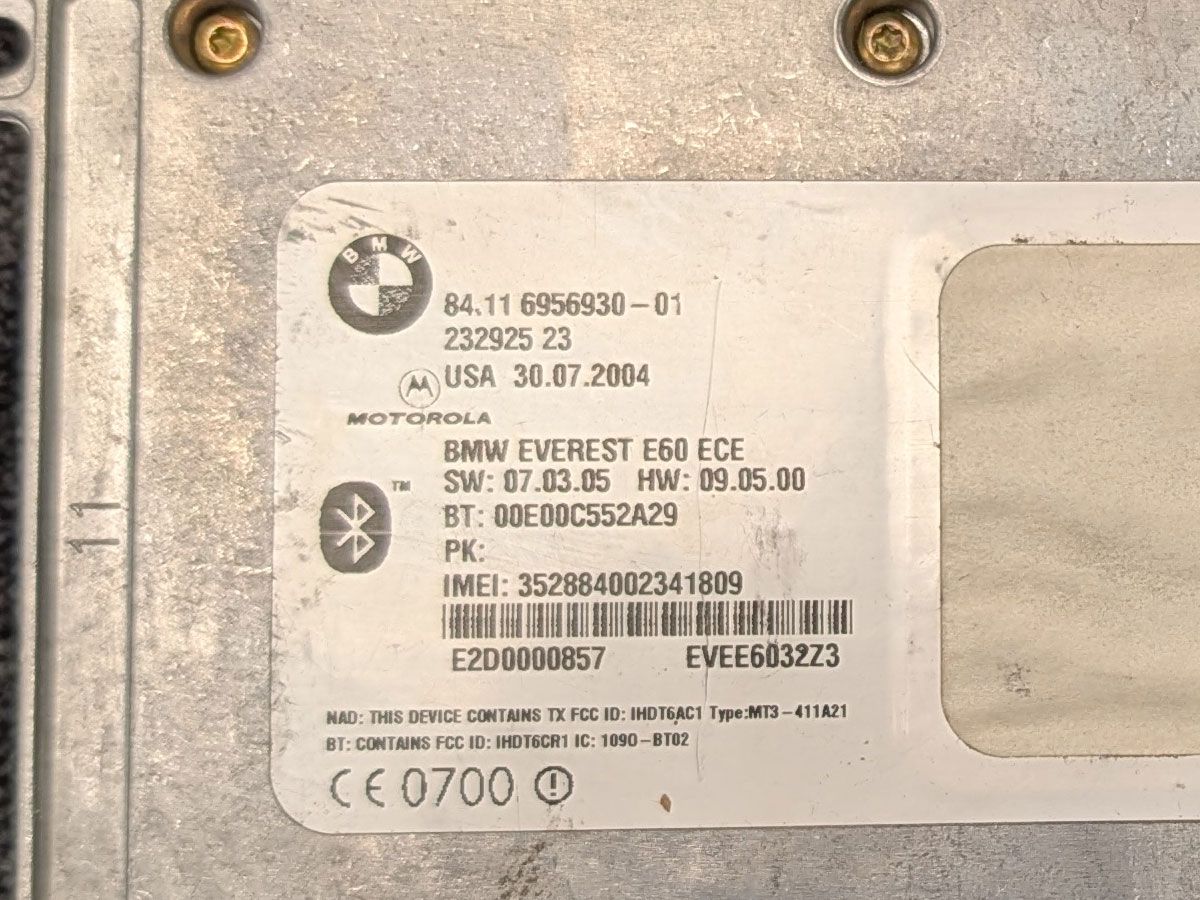 BMW
84.11 6956930-01
232925 23
USA 30.07.2004
MOTOROLA
BMW EVEREST E60 ECE
SW: 07.03.05 HW: 09.05.00
TM
BT: 00E00C552A29
PK:
IMEI: 352884002341809
E2D0000857 EVEE6032Z3
NAD: THIS DEVICE CONTAINS TX FCC ID: IHDT6AC1 Type:MT3-411A21
BT: CONTAINS FCC ID: IHDT6CR1 IC: 1090-BT02
CE 0700
11